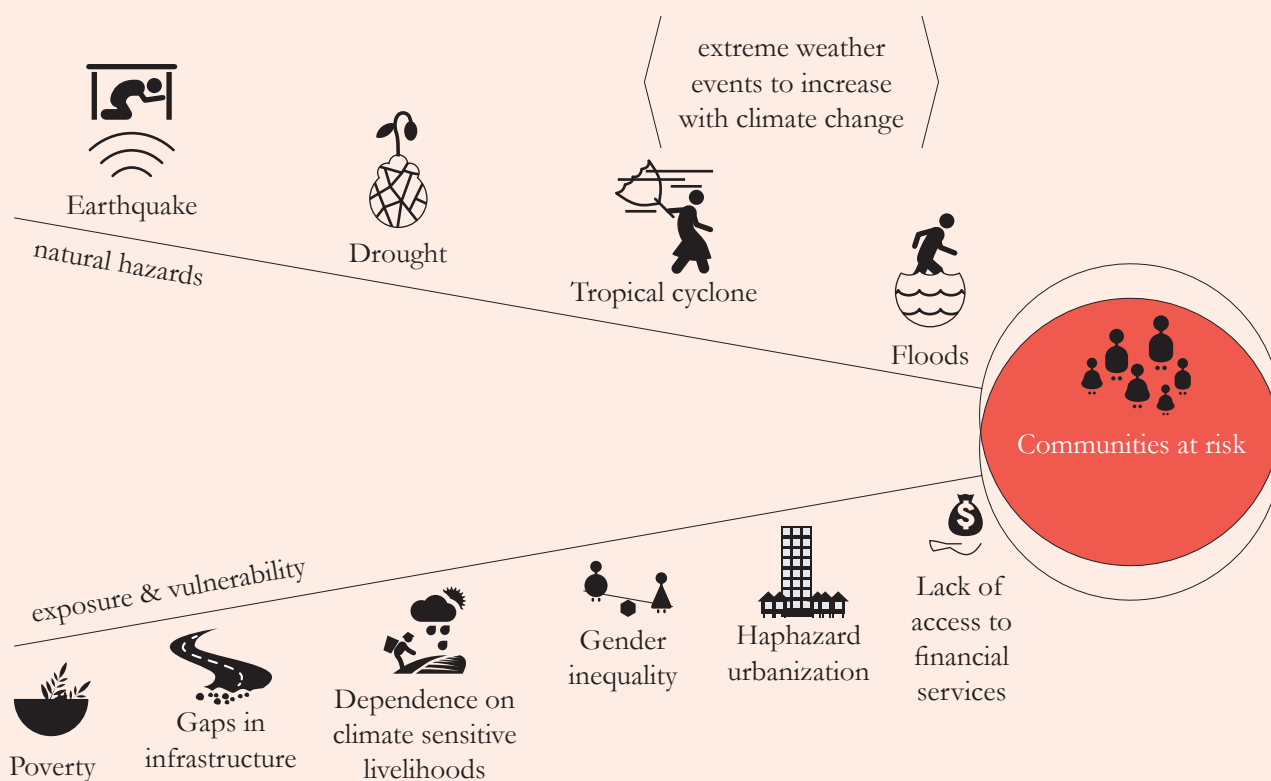 extreme weather
events to increase
with climate change
Earthquake
natural hazards
Drought
Tropical cyclone
Floods
Communities at risk
exposure & vulnerability
Poverty
Gaps in
infrastructure
Dependence on
climate sensitive
livelihoods
Gender
inequality
Haphazard
urbanization
$
Lack of
access to
financial
services